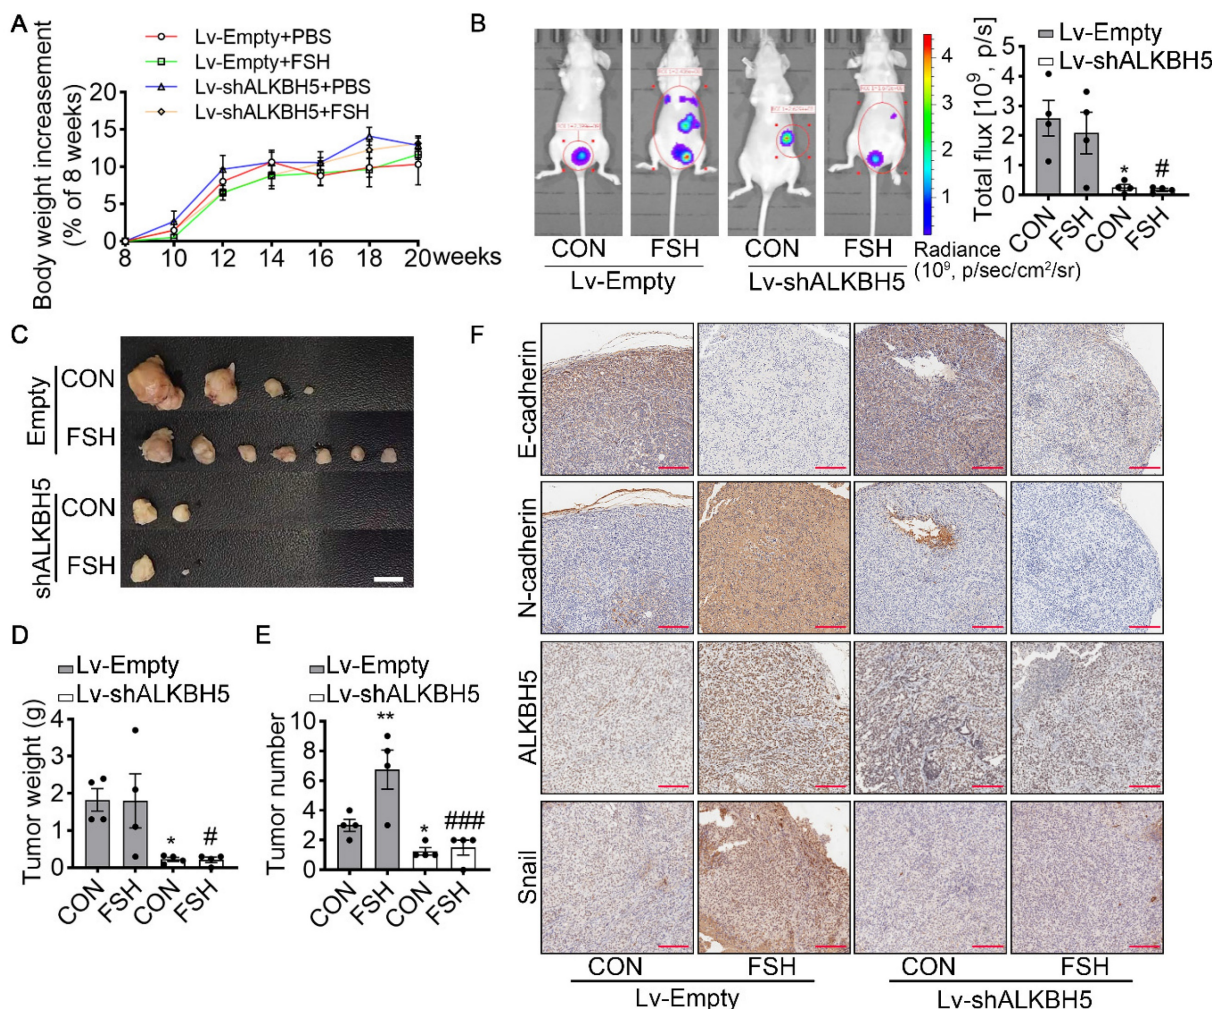 A
Lv-Empty+PBS
Lv-Empty+FSH
Lv-shALKBH5+PBS
Lv-shALKBH5+FSH
Body weight increasement
(% of 8 weeks)
20
15
10
5
0
8 10 12 14 16 18 20 weeks
B
CON FSH CON FSH
Lv-Empty Lv-shALKBH5
4
3
2
1
0
Radiance
(10⁹, p/sec/cm²/sr)
Lv-Empty
Lv-shALKBH5
Total flux [10⁹, p/s]
5
4
3
2
1
0
* #
CON FSH CON FSH
C
Empty
CON
FSH
shALKBH5
CON
FSH
D
Lv-Empty
Lv-shALKBH5
Tumor weight (g)
4
3
2
1
0
* #
CON FSH CON FSH
E
Lv-Empty
Lv-shALKBH5
Tumor number
10
8
6
4
2
0
** * ###
CON FSH CON FSH
F
E-cadherin
N-cadherin
ALKBH5
Snail
CON FSH CON FSH
Lv-Empty Lv-shALKBH5